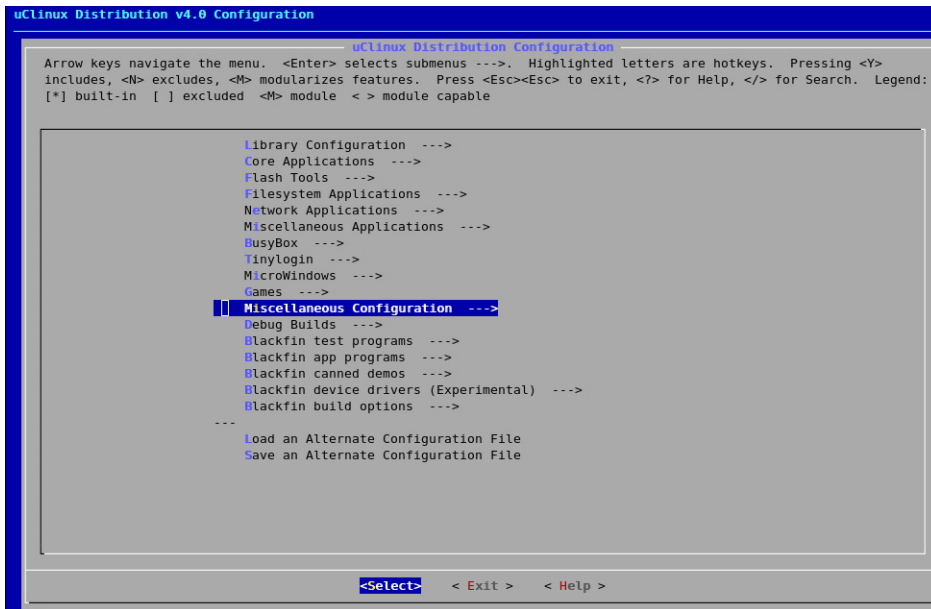 uClinux Distribution v4.0 Configuration
uClinux Distribution Configuration
Arrow keys navigate the menu.  <Enter> selects submenus --->.  Highlighted letters are hotkeys.  Pressing <Y>
includes, <N> excludes, <M> modularizes features.  Press <Esc><Esc> to exit, <?> for Help, </> for Search.  Legend:
[*] built-in  [ ] excluded  <M> module  < > module capable
Library Configuration  --->
Core Applications  --->
Flash Tools  --->
Filesystem Applications  --->
Network Applications  --->
Miscellaneous Applications  --->
BusyBox  --->
Tinylogin  --->
MicroWindows  --->
Games  --->
Miscellaneous Configuration  --->
Debug Builds  --->
Blackfin test programs  --->
Blackfin app programs  --->
Blackfin canned demos  --->
Blackfin device drivers (Experimental)  --->
Blackfin build options  --->
---
Load an Alternate Configuration File
Save an Alternate Configuration File
<Select>    < Exit >    < Help >